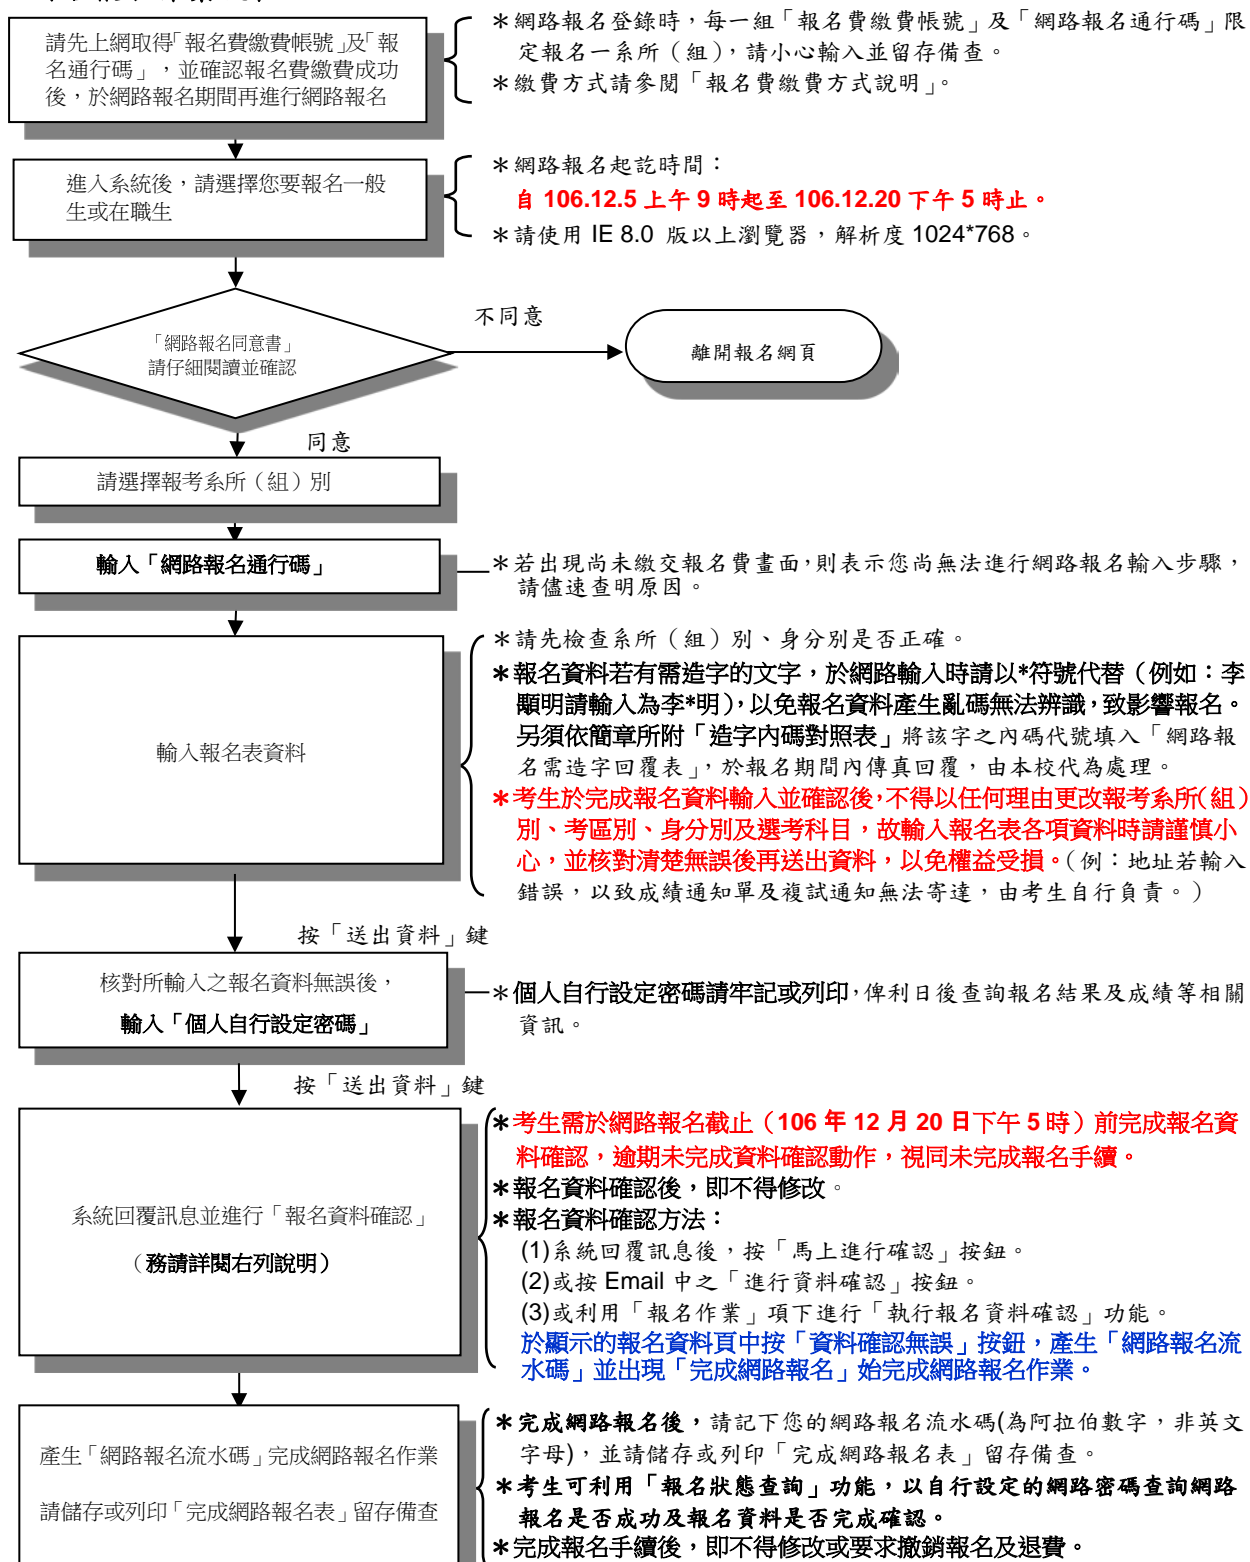 請先上網取得「報名費繳費帳號」及「報
名通行碼」，並確認報名費繳費成功
後，於網路報名期間再進行網路報名
＊網路報名登錄時，每一組「報名費繳費帳號」及「網路報名通行碼」限
定報名一系所（組），請小心輸入並留存備查。
＊繳費方式請參閱「報名費繳費方式說明」。
進入系統後，請選擇您要報名一般
生或在職生
＊網路報名起訖時間：
自 106.12.5 上午 9 時起至 106.12.20 下午 5 時止。
＊請使用 IE 8.0 版以上瀏覽器，解析度 1024*768。
「網路報名同意書」
請仔細閱讀並確認
不同意
離開報名網頁
同意
請選擇報考系所（組）別
輸入「網路報名通行碼」
＊若出現尚未繳交報名費畫面，則表示您尚無法進行網路報名輸入步驟，
請儘速查明原因。
輸入報名表資料
＊請先檢查系所（組）別、身分別是否正確。
＊報名資料若有需造字的文字，於網路輸入時請以*符號代替（例如：李
顒明請輸入為李*明），以免報名資料產生亂碼無法辨識，致影響報名。
另須依簡章所附「造字內碼對照表」將該字之內碼代號填入「網路報
名需造字回覆表」，於報名期間內傳真回覆，由本校代為處理。
＊考生於完成報名資料輸入並確認後，不得以任何理由更改報考系所（組）
別、考區別、身分別及選考科目，故輸入報名表各項資料時請謹慎小
心，並核對清楚無誤後再送出資料，以免權益受損。（例：地址若輸入
錯誤，以致成績通知單及複試通知無法寄達，由考生自行負責。）
按「送出資料」鍵
核對所輸入之報名資料無誤後，
輸入「個人自行設定密碼」
＊個人自行設定密碼請牢記或列印，俾利日後查詢報名結果及成績等相關
資訊。
按「送出資料」鍵
系統回覆訊息並進行「報名資料確認」
（務請詳閱右列說明）
＊考生需於網路報名截止（106 年 12 月 20 日下午 5 時）前完成報名資
料確認，逾期未完成資料確認動作，視同未完成報名手續。
＊報名資料確認後，即不得修改。
＊報名資料確認方法：
(1)系統回覆訊息後，按「馬上進行確認」按鈕。
(2)或按 Email 中之「進行資料確認」按鈕。
(3)或利用「報名作業」項下進行「執行報名資料確認」功能。
於顯示的報名資料頁中按「資料確認無誤」按鈕，產生「網路報名流
水碼」並出現「完成網路報名」始完成網路報名作業。
產生「網路報名流水碼」完成網路報名作業
請儲存或列印「完成網路報名表」留存備查
＊完成網路報名後，請記下您的網路報名流水碼(為阿拉伯數字，非英文
字母)，並請儲存或列印「完成網路報名表」留存備查。
＊考生可利用「報名狀態查詢」功能，以自行設定的網路密碼查詢網路
報名是否成功及報名資料是否完成確認。
＊完成報名手續後，即不得修改或要求撤銷報名及退費。